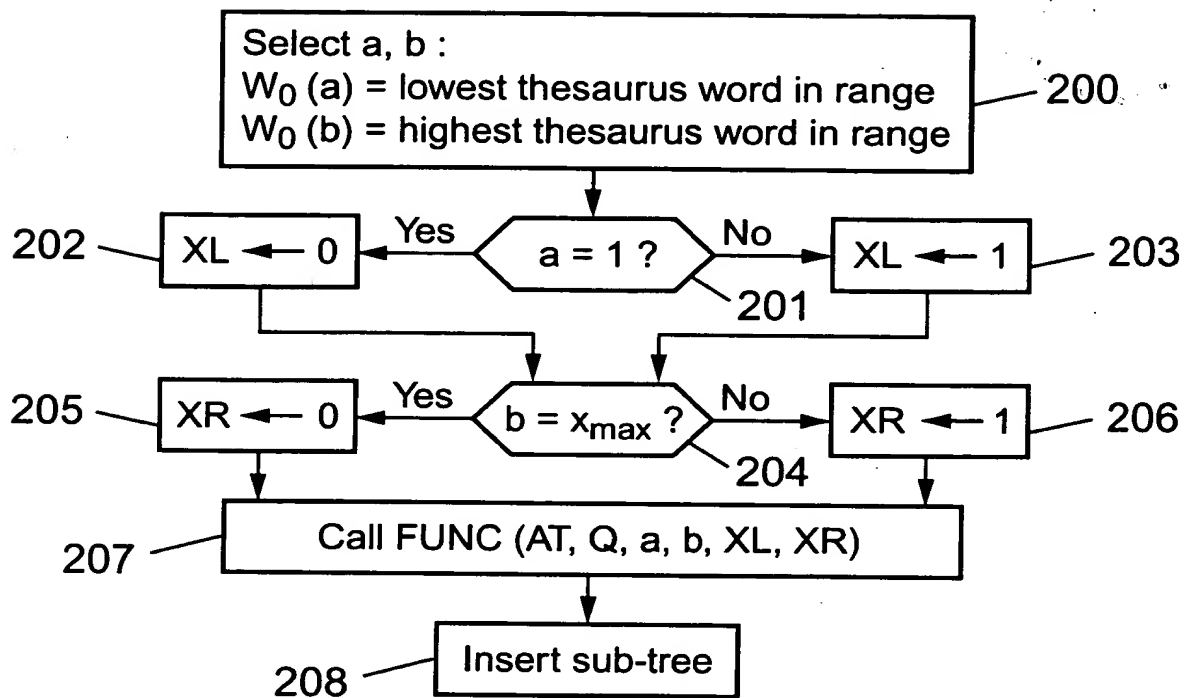 Select a, b :
W0 (a) = lowest thesaurus word in range
W0 (b) = highest thesaurus word in range
200
202
XL ← 0
Yes
a = 1 ?
No
XL ← 1
203
201
205
XR ← 0
Yes
b = xmax ?
No
XR ← 1
206
204
207
Call FUNC (AT, Q, a, b, XL, XR)
208
Insert sub-tree